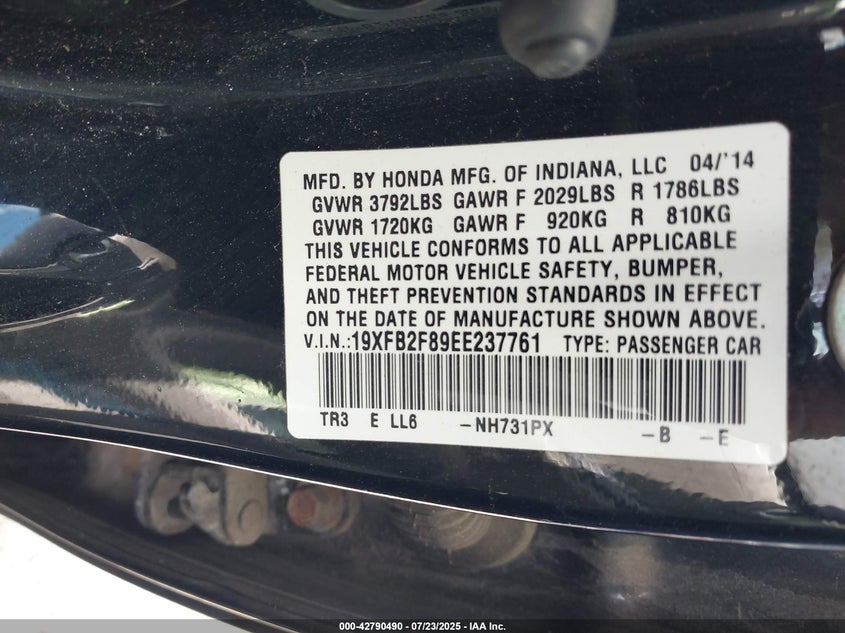 MFD. BY HONDA MFG. OF INDIANA, LLC 04/'14
GVWR 3792LBS GAWR F 2029LBS R 1786LBS
GVWR 1720KG GAWR F 920KG R 810KG
THIS VEHICLE CONFORMS TO ALL APPLICABLE
FEDERAL MOTOR VEHICLE SAFETY, BUMPER,
AND THEFT PREVENTION STANDARDS IN EFFECT
ON THE DATE OF MANUFACTURE SHOWN ABOVE.
V.I.N.:19XFB2F89EE237761 TYPE: PASSENGER CAR
TR3 E LL6 -NH731PX -B -E
000-42790490 - 07/23/2025 - IAA Inc.